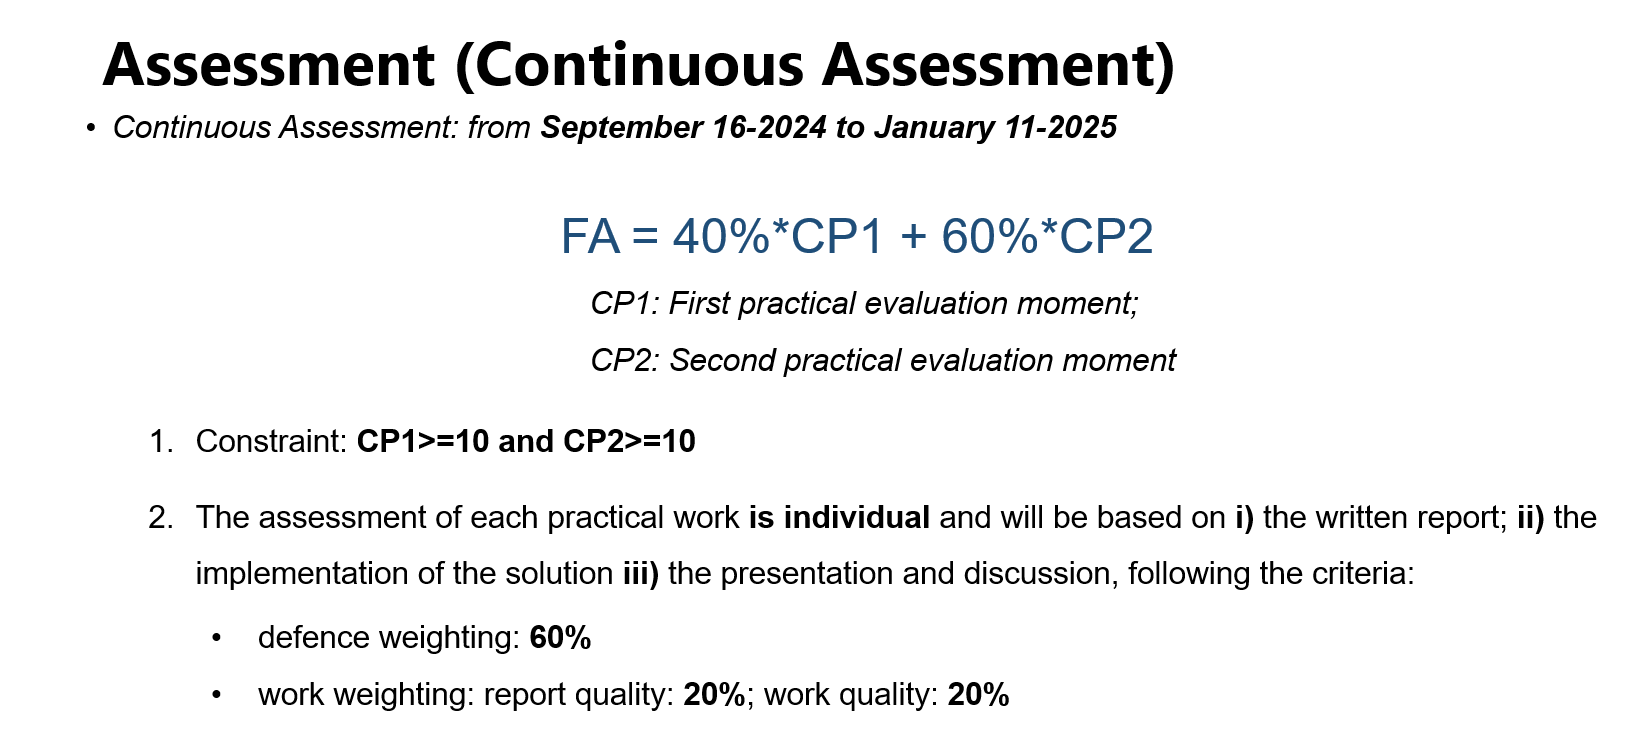 Assessment (Continuous Assessment)
• Continuous Assessment: from September 16-2024 to January 11-2025
FA = 40%*CP1 + 60%*CP2
CP1: First practical evaluation moment;
CP2: Second practical evaluation moment
1. Constraint: CP1>=10 and CP2>=10
2. The assessment of each practical work is individual and will be based on i) the written report; ii) the
implementation of the solution iii) the presentation and discussion, following the criteria:
• defence weighting: 60%
• work weighting: report quality: 20%; work quality: 20%